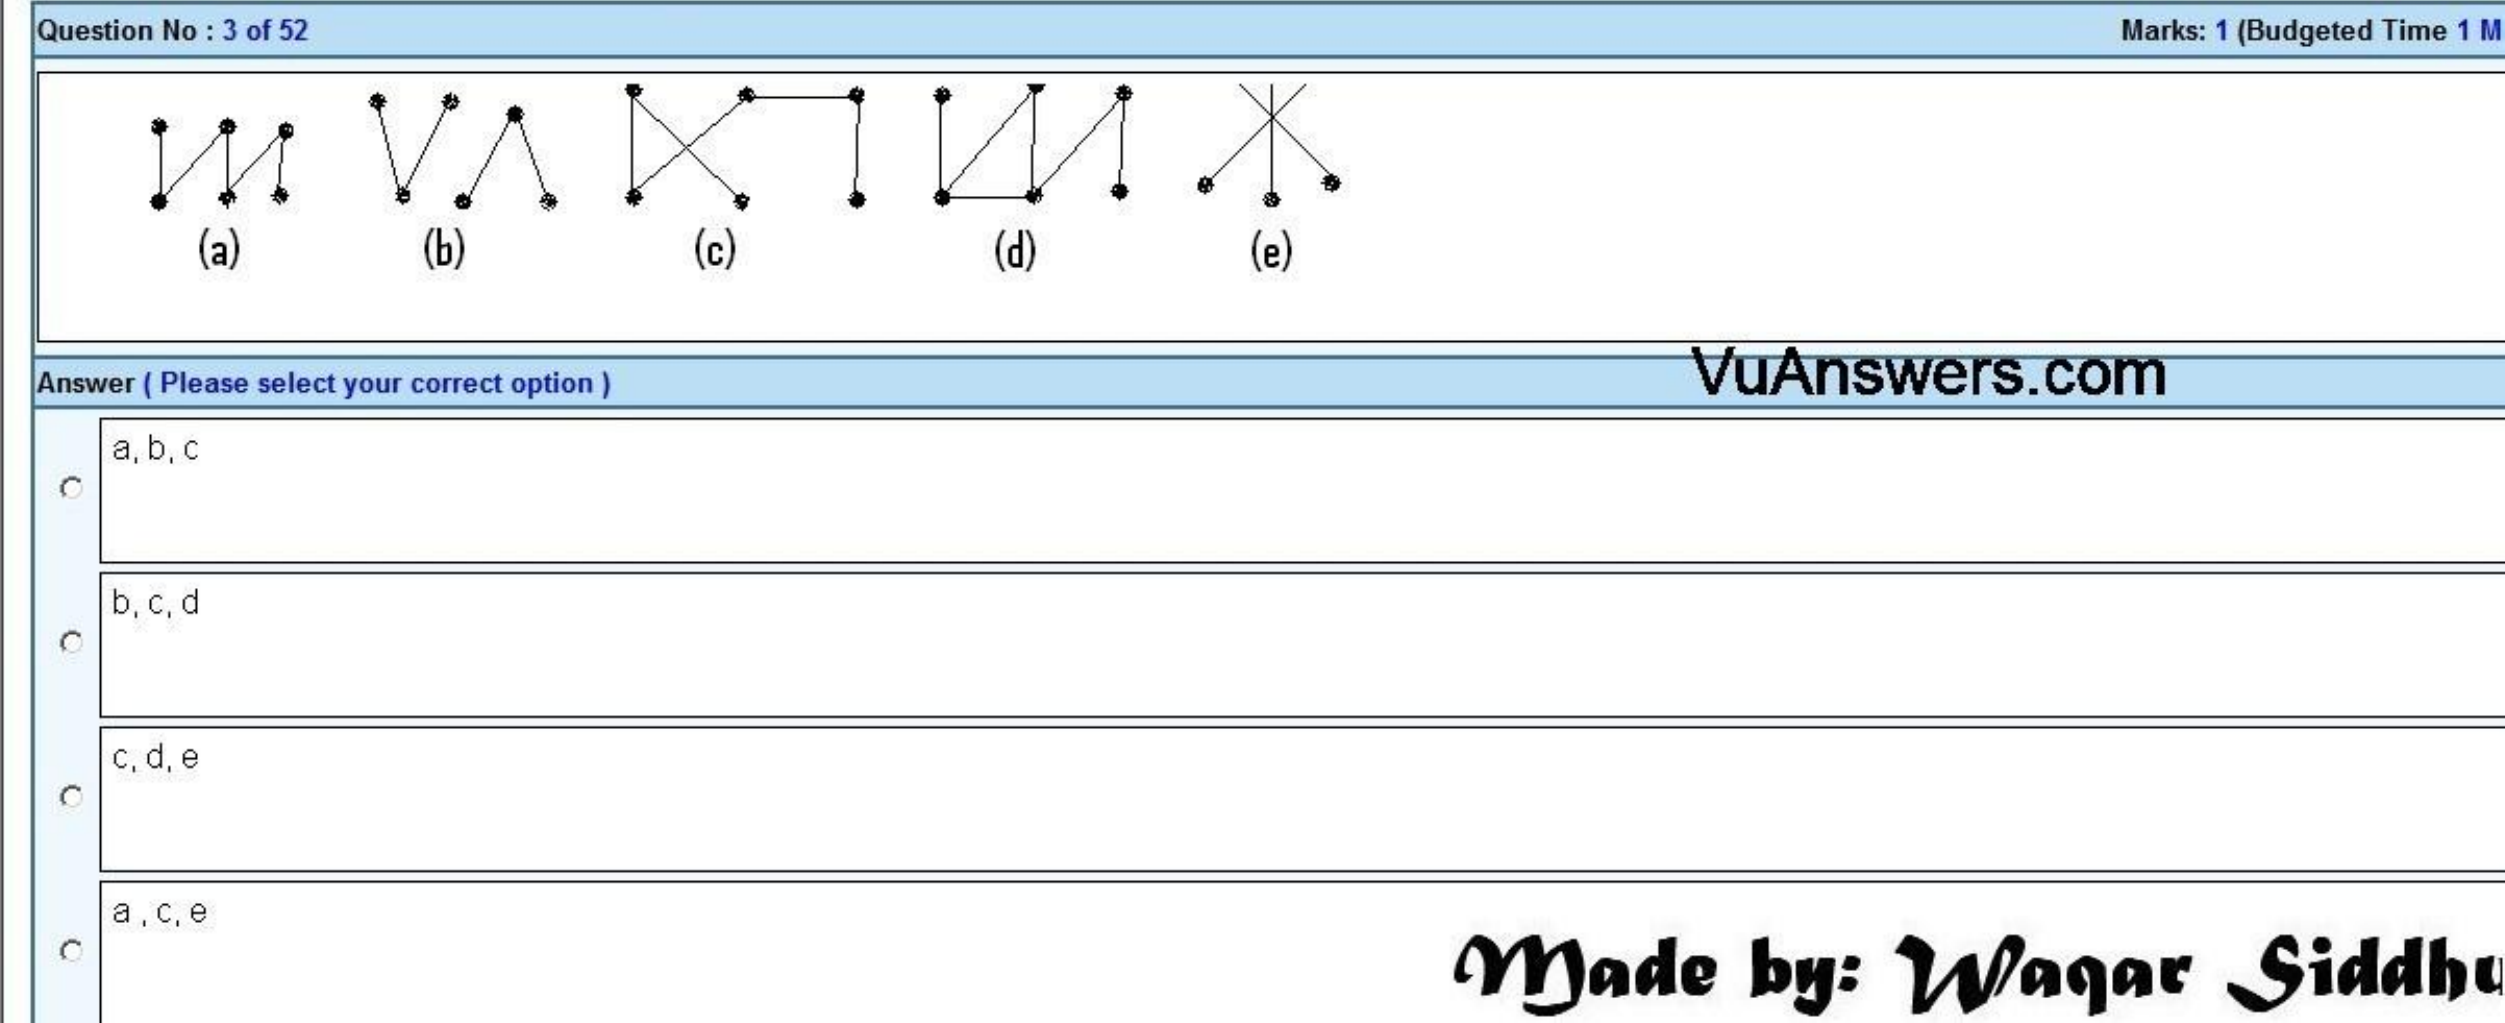 Question No : 3 of 52 Marks: 1 (Budgeted Time 1 M
(a) (b) (c) (d) (e)
VuAnswers.com
Answer ( Please select your correct option )
a, b, c
b, c, d
c, d, e
a , c, e
Made by: Waqar Siddhu